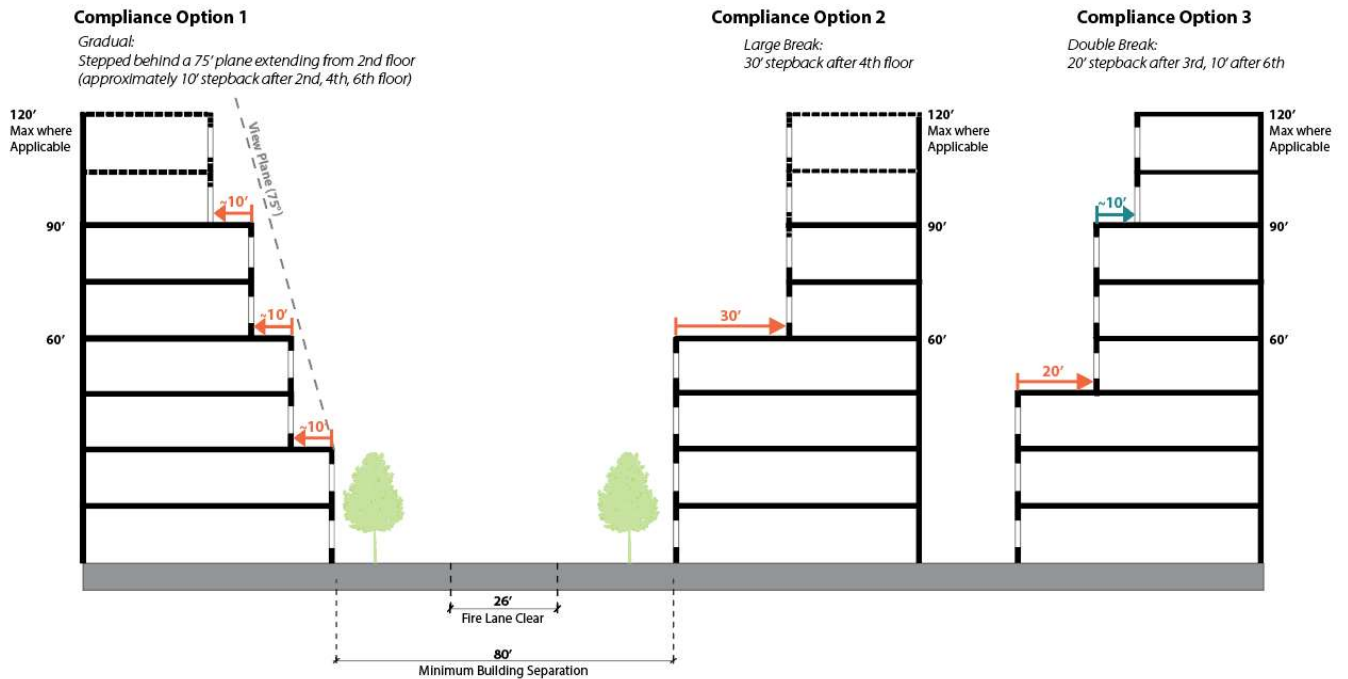 Compliance Option 1
Gradual:
Stepped behind a 75' plane extending from 2nd floor
(approximately 10' stepback after 2nd, 4th, 6th floor)
Compliance Option 2
Large Break:
30' stepback after 4th floor
Compliance Option 3
Double Break:
20' stepback after 3rd, 10' after 6th
120'
Max where
Applicable
View Plane (75°)
~10'
90'
~10'
60'
~10'
120'
Max where
Applicable
90'
30'
60'
120'
Max where
Applicable
~10'
90'
60'
20'
26'
Fire Lane Clear
80'
Minimum Building Separation